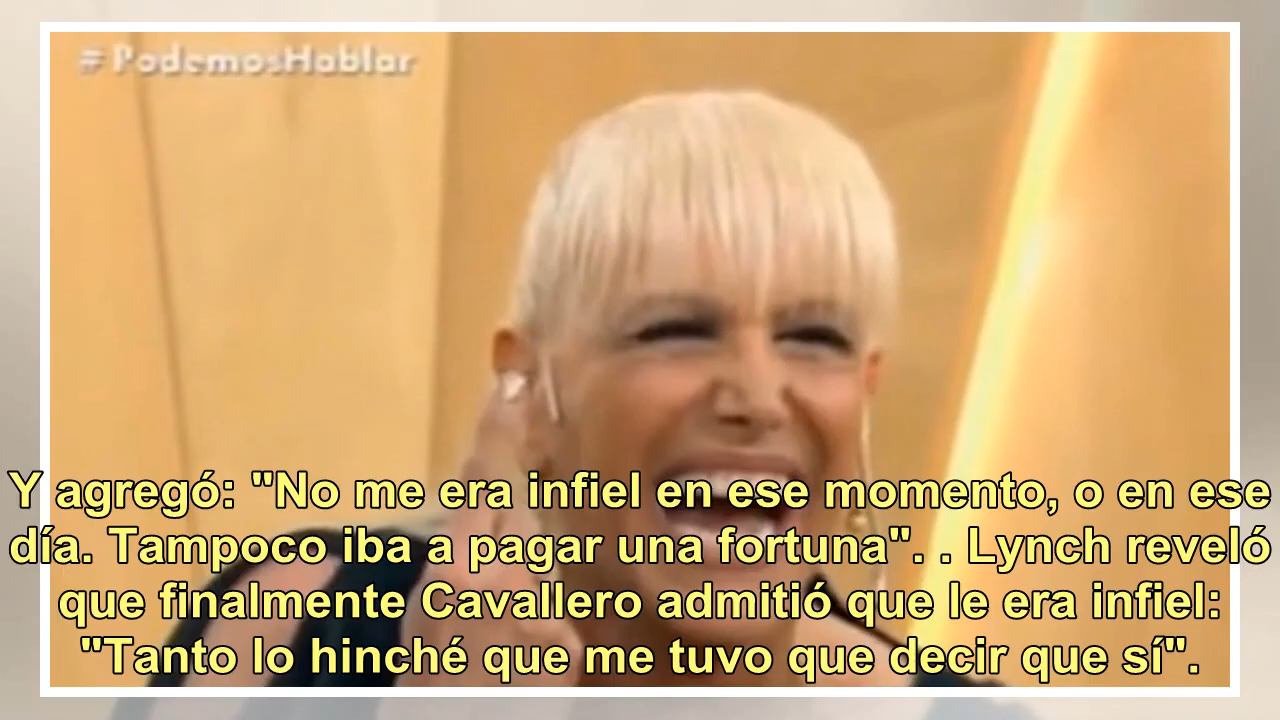 # PodemosHablar
Y agregó: "No me era infiel en ese momento, o en ese
día. Tampoco iba a pagar una fortuna". . Lynch reveló
que finalmente Cavallero admitió que le era infiel:
"Tanto lo hinché que me tuvo que decir que sí".